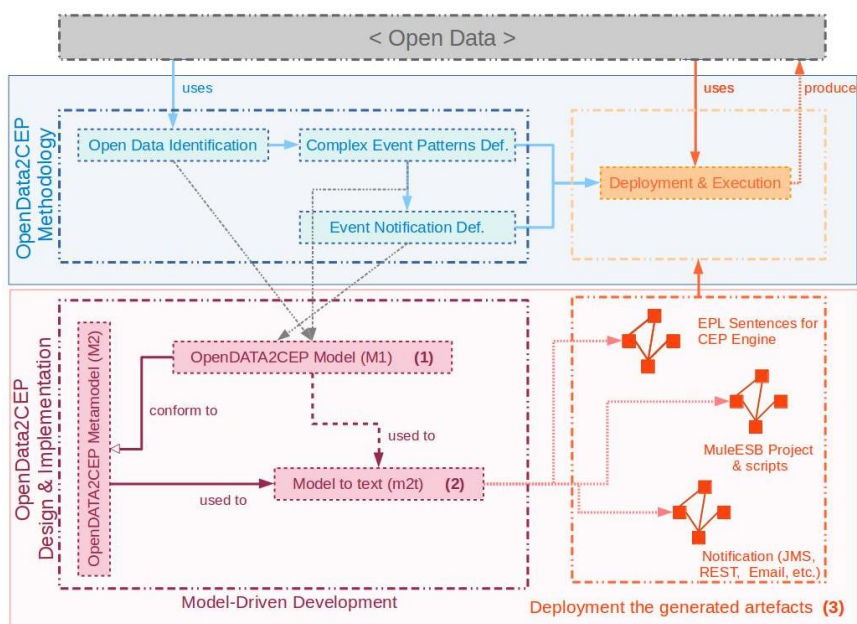 < Open Data >
uses
uses
produce
OpenData2CEP
Methodology
Open Data Identification
Complex Event Patterns Def.
Event Notification Def.
Deployment & Execution
OpenData2CEP
Design & Implementation
OpenDATA2CEP Metamodel (M2)
OpenDATA2CEP Model (M1) (1)
conform to
used to
used to
Model to text (m2t) (2)
Model-Driven Development
EPL Sentences for
CEP Engine
MuleESB Project
& scripts
Notification (JMS,
REST, Email, etc.)
Deployment the generated artefacts (3)